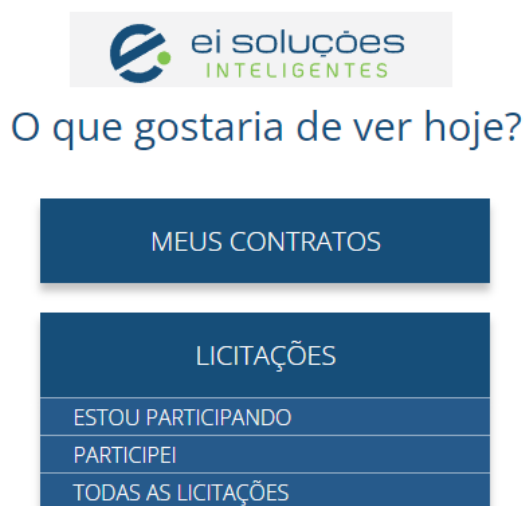 ei soluções
INTELIGENTES
O que gostaria de ver hoje?
MEUS CONTRATOS
LICITAÇÕES
ESTOU PARTICIPANDO
PARTICIPEI
TODAS AS LICITAÇÕES